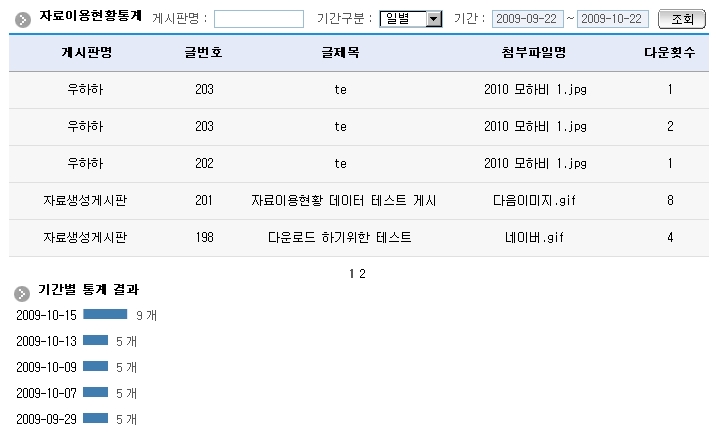 자료이용현황통계 게시판명 : 기간구분 : 일별 기간 : 2009-09-22 ~ 2009-10-22 조회
게시판명 글번호 글제목 첨부파일명 다운횟수
우하하 203 te 2010 모하비 1.jpg 1
우하하 203 te 2010 모하비 1.jpg 2
우하하 202 te 2010 모하비 1.jpg 1
자료생성게시판 201 자료이용현황 데이터 테스트 게시 다음이미지.gif 8
자료생성게시판 198 다운로드 하기위한 테스트 네이버.gif 4
1 2
기간별 통계 결과
2009-10-15 9 개
2009-10-13 5 개
2009-10-09 5 개
2009-10-07 5 개
2009-09-29 5 개